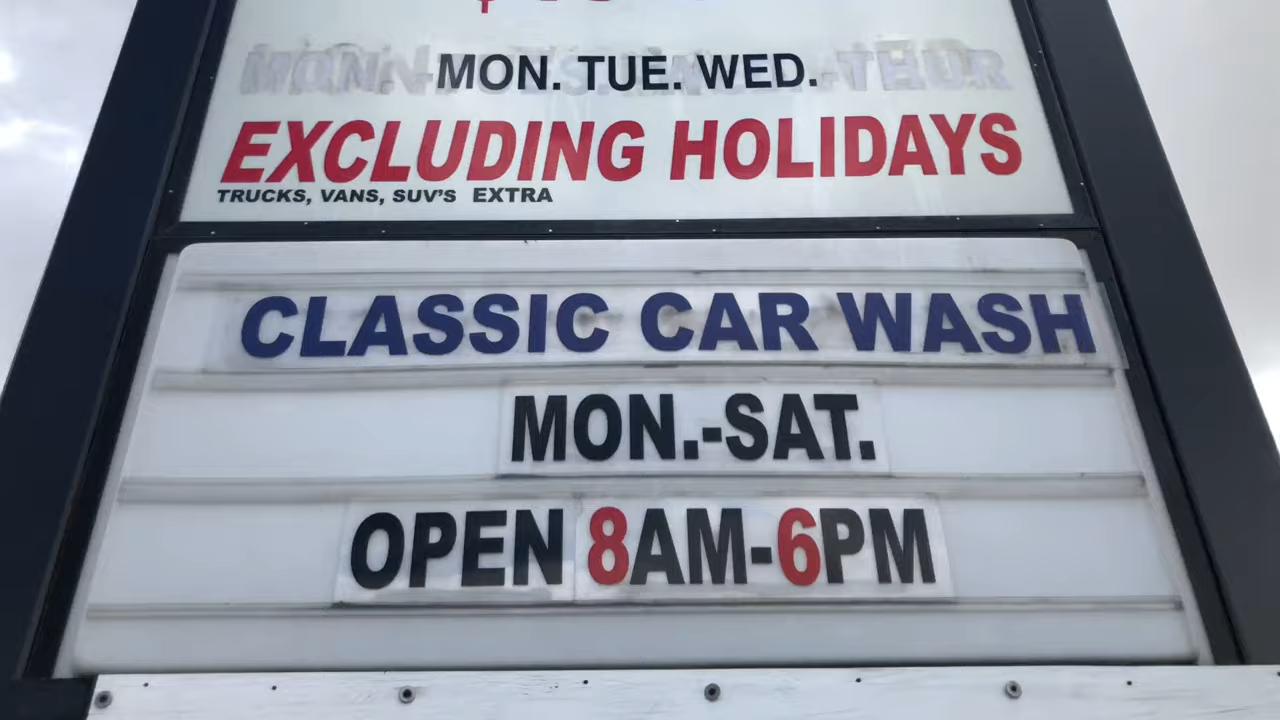 MON. TUE. WED.
EXCLUDING HOLIDAYS
TRUCKS, VANS, SUV'S EXTRA
CLASSIC CAR WASH
MON.-SAT.
OPEN 8AM-6PM